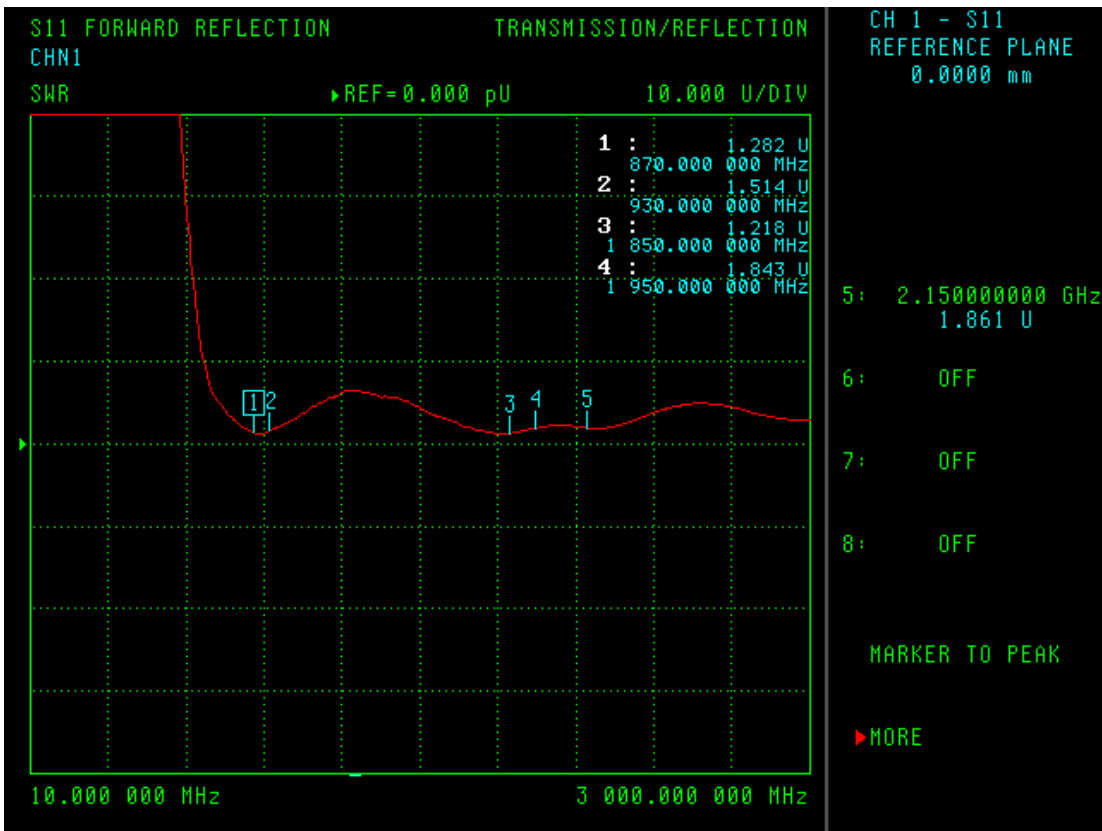 S11 FORWARD REFLECTION TRANSMISSION/REFLECTION
CHN1
SWR ▸REF=0.000 pU 10.000 U/DIV
1 : 1.282 U
870.000 000 MHz
2 : 1.514 U
930.000 000 MHz
3 : 1.218 U
1 850.000 000 MHz
4 : 1.843 U
1 950.000 000 MHz
1 2 3 4 5
10.000 000 MHz 3 000.000 000 MHz
CH 1 - S11
REFERENCE PLANE
0.0000 mm
5: 2.150000000 GHz
1.861 U
6: OFF
7: OFF
8: OFF
MARKER TO PEAK
▸MORE